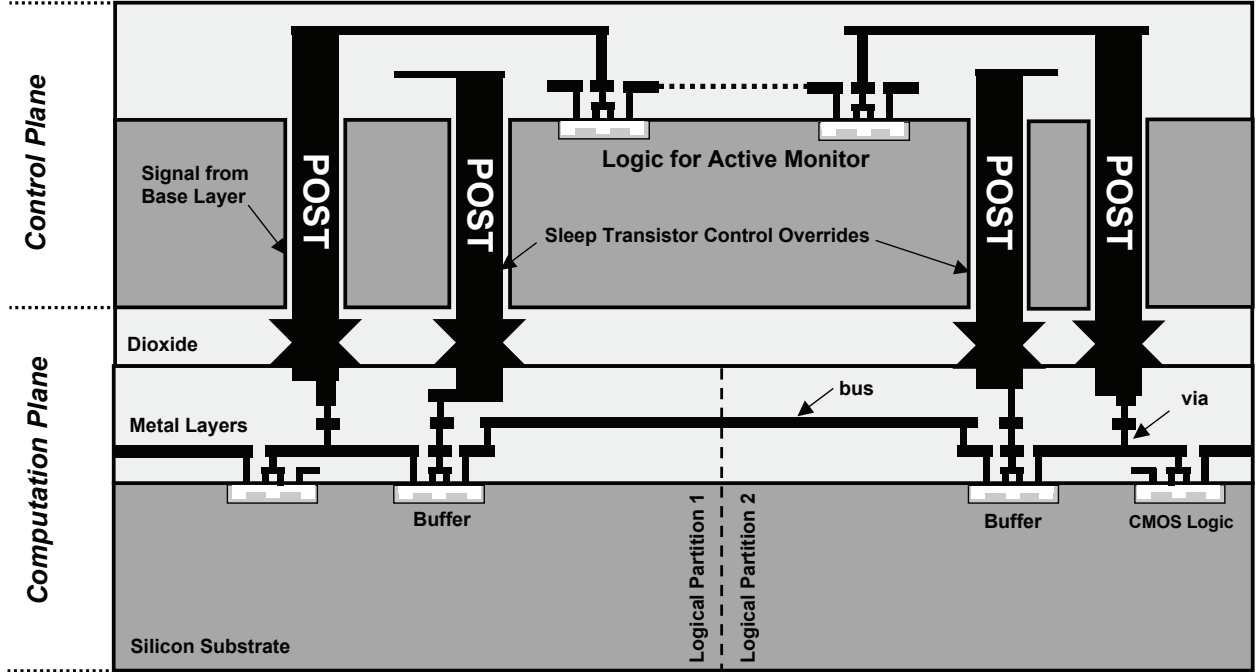 Control Plane
Computation Plane
POST
POST
POST
POST
Signal from
Base Layer
Logic for Active Monitor
Sleep Transistor Control Overrides
Dioxide
Metal Layers
bus
via
Buffer
Buffer
CMOS Logic
Logical Partition 1
Logical Partition 2
Silicon Substrate